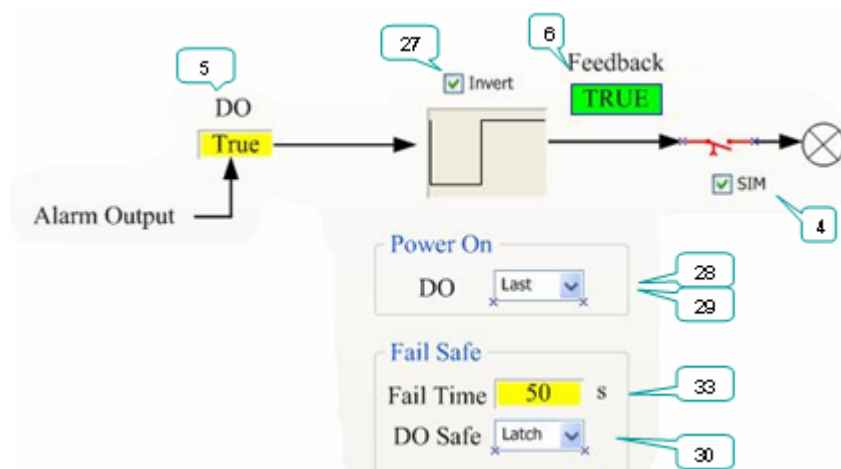 6
27
5
Feedback
Invert
DO
TRUE
True
SIM
Alarm Output
4
Power On
DO Last
28
29
Fail Safe
Fail Time 50 s
33
DO Safe Latch
30